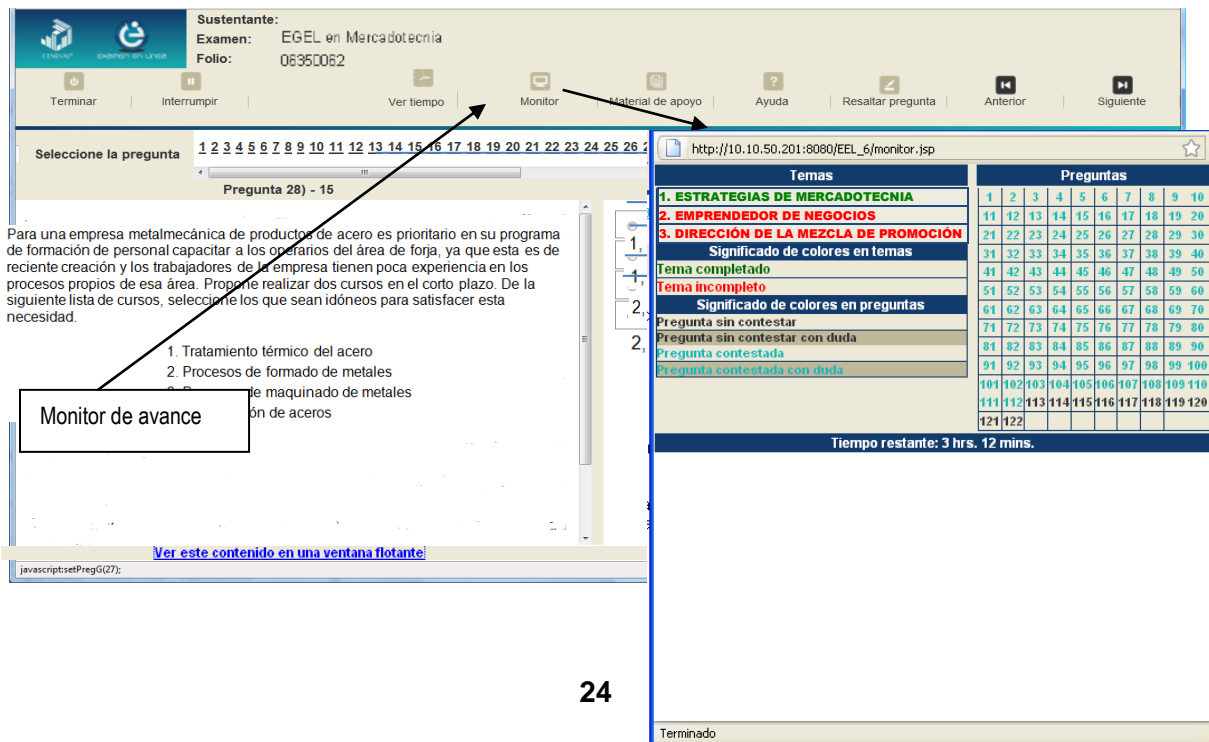 Sustentante:
Examen: EGEL en Mercadotecnia
Folio: 06350062
CENEVAL examen en línea
Terminar Interrumpir Ver tiempo Monitor Material de apoyo Ayuda Resaltar pregunta Anterior Siguiente
Seleccione la pregunta 1 2 3 4 5 6 7 8 9 10 11 12 13 14 15 16 17 18 19 20 21 22 23 24 25 26
Pregunta 28) - 15
Para una empresa metalmecánica de productos de acero es prioritario en su programa
de formación de personal capacitar a los operarios del área de forja, ya que esta es de
reciente creación y los trabajadores de la empresa tienen poca experiencia en los
procesos propios de esa área. Propone realizar dos cursos en el corto plazo. De la
siguiente lista de cursos, seleccione los que sean idóneos para satisfacer esta
necesidad.
1. Tratamiento térmico del acero
2. Procesos de formado de metales
de maquinado de metales
ón de aceros
1,
1,
2,
2,
Monitor de avance
Ver este contenido en una ventana flotante
javascript:setPregG(27);
http://10.10.50.201:8080/EEL_6/monitor.jsp
Temas
1. ESTRATEGIAS DE MERCADOTECNIA
2. EMPRENDEDOR DE NEGOCIOS
3. DIRECCIÓN DE LA MEZCLA DE PROMOCIÓN
Significado de colores en temas
Tema completado
Tema incompleto
Significado de colores en preguntas
Pregunta sin contestar
Pregunta sin contestar con duda
Pregunta contestada
Pregunta contestada con duda
Preguntas
1 2 3 4 5 6 7 8 9 10
11 12 13 14 15 16 17 18 19 20
21 22 23 24 25 26 27 28 29 30
31 32 33 34 35 36 37 38 39 40
41 42 43 44 45 46 47 48 49 50
51 52 53 54 55 56 57 58 59 60
61 62 63 64 65 66 67 68 69 70
71 72 73 74 75 76 77 78 79 80
81 82 83 84 85 86 87 88 89 90
91 92 93 94 95 96 97 98 99 100
101 102 103 104 105 106 107 108 109 110
111 112 113 114 115 116 117 118 119 120
121 122
Tiempo restante: 3 hrs. 12 mins.
Terminado
24